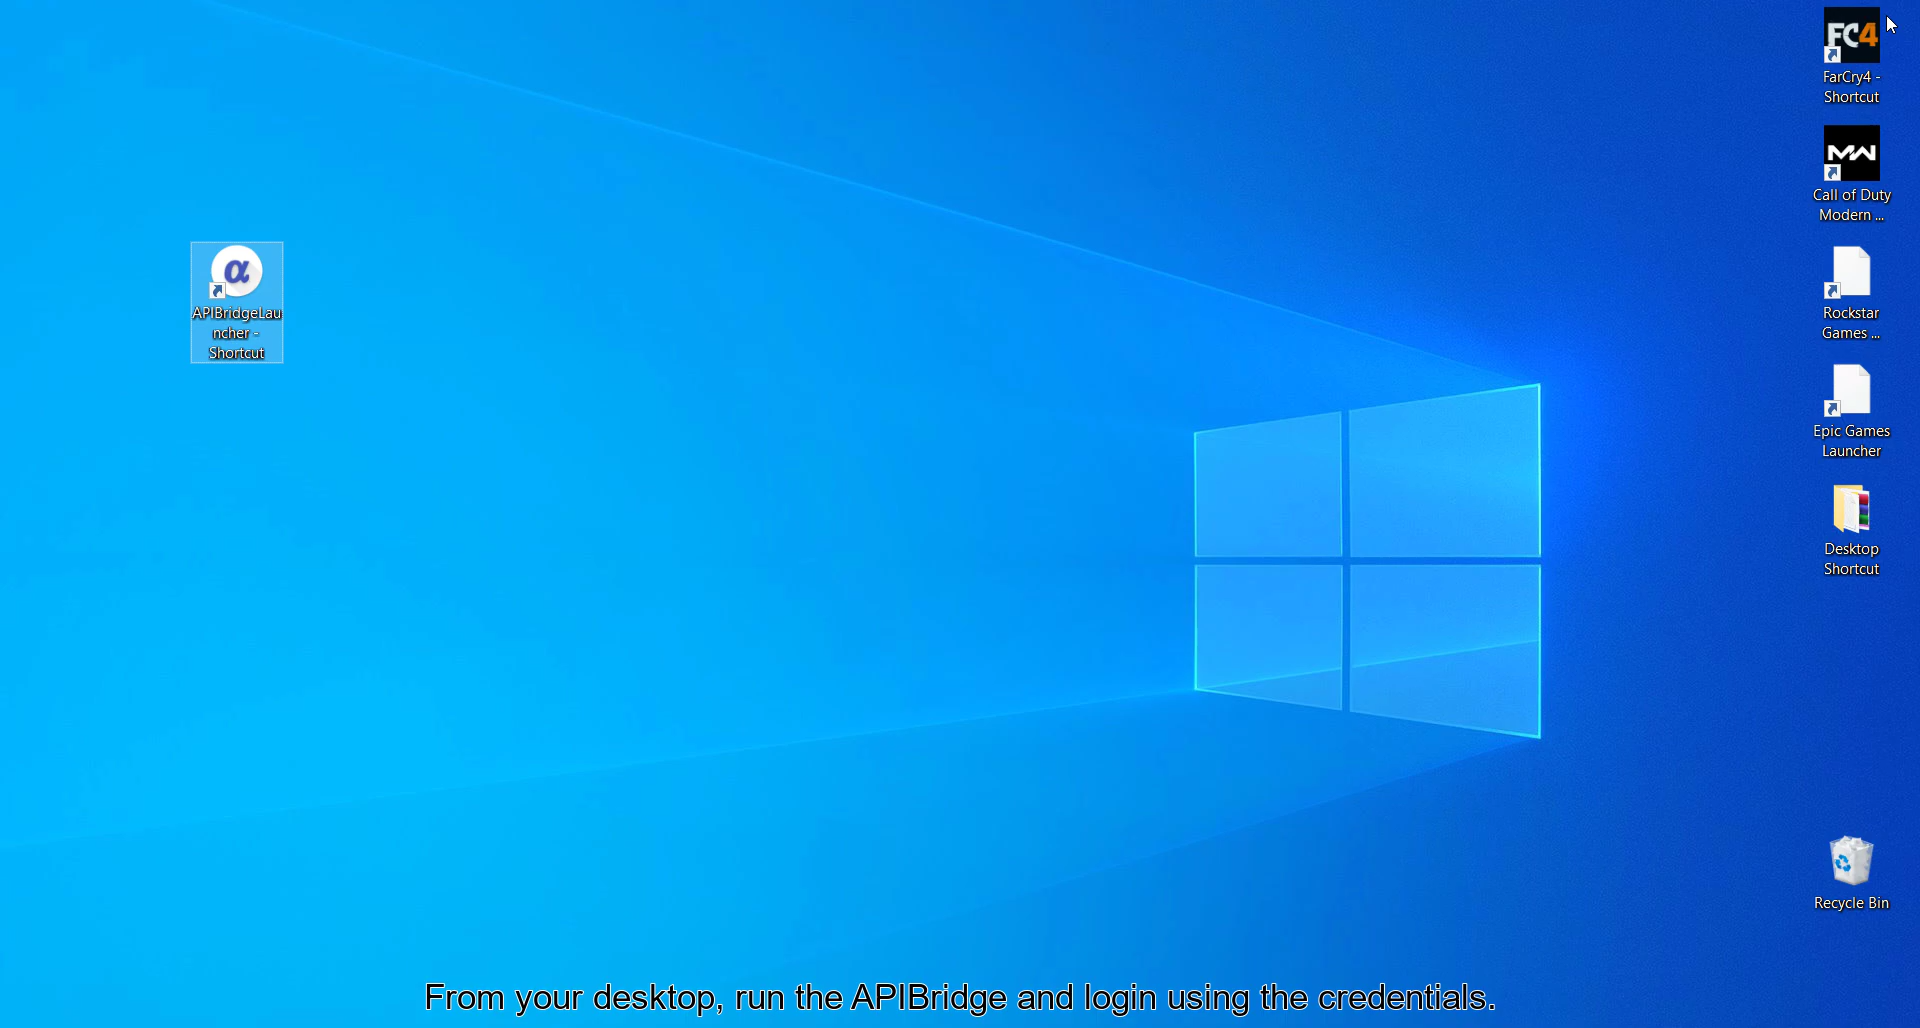 FC4
FarCry4 -
Shortcut
MW
Call of Duty
Modern ...
α
APIBridgeLau
ncher -
Shortcut
Rockstar
Games ...
Epic Games
Launcher
Desktop
Shortcut
Recycle Bin
From your desktop, run the APIBridge and login using the credentials.